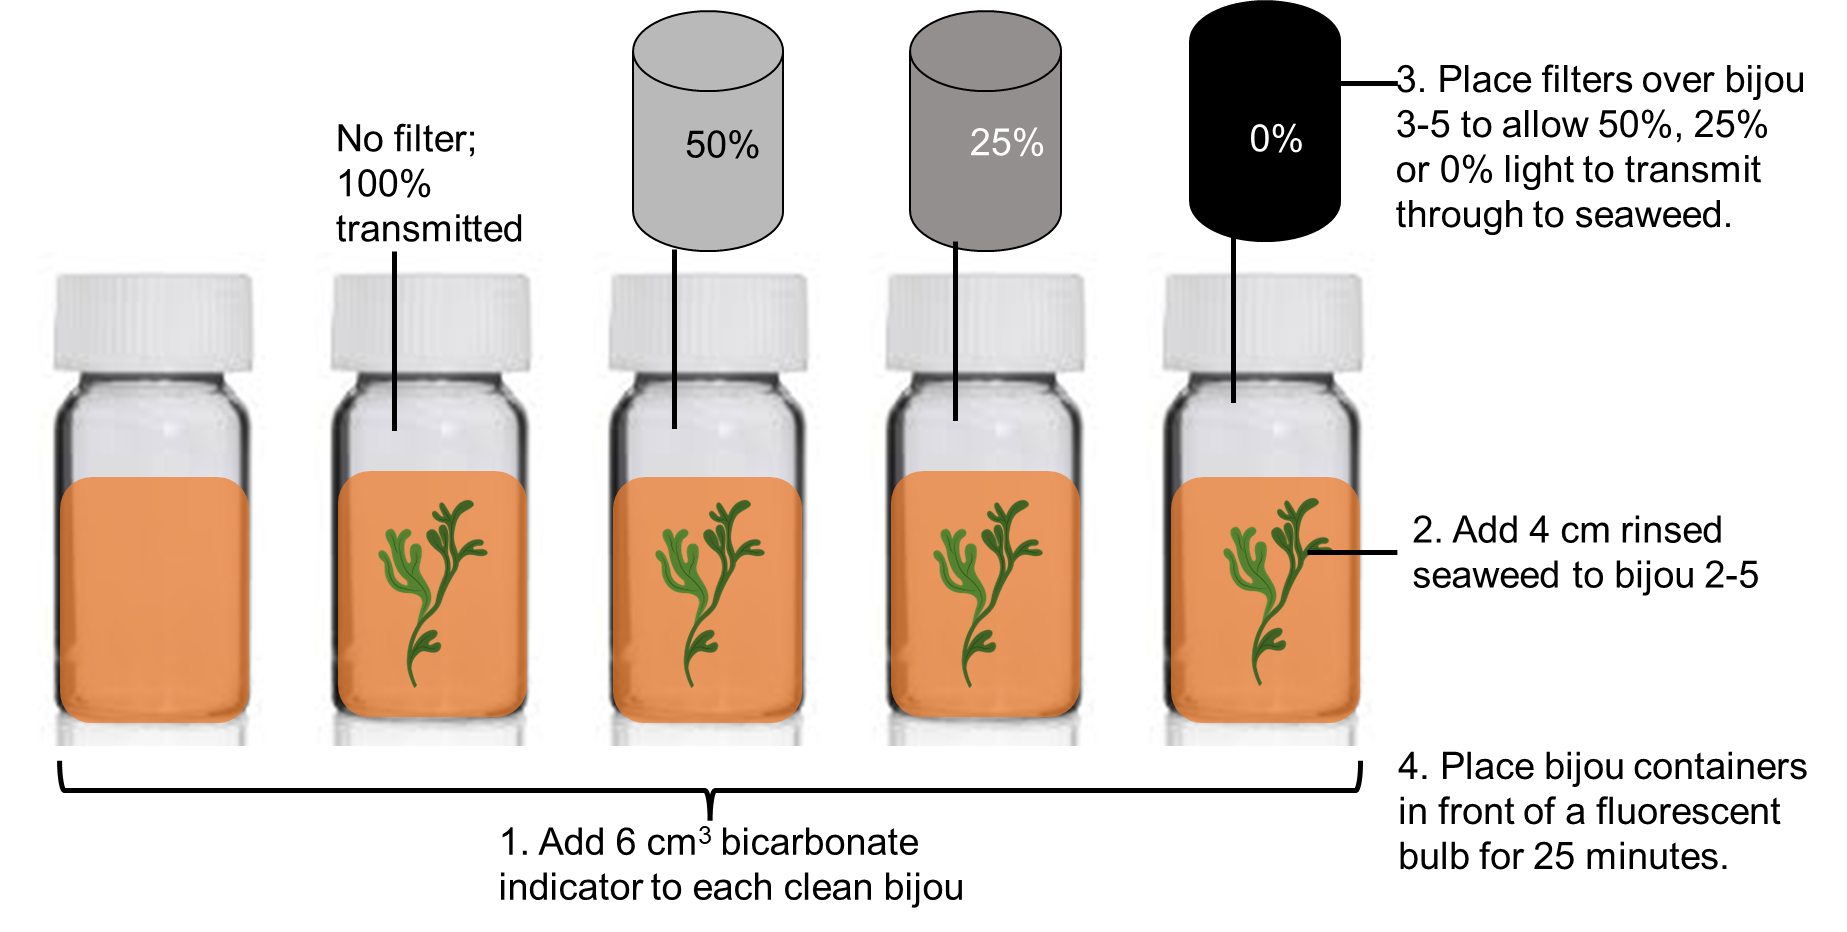 No filter;
100%
transmitted
50%
25%
0%
3. Place filters over bijou
3-5 to allow 50%, 25%
or 0% light to transmit
through to seaweed.
2. Add 4 cm rinsed
seaweed to bijou 2-5
4. Place bijou containers
in front of a fluorescent
bulb for 25 minutes.
1. Add 6 cm³ bicarbonate
indicator to each clean bijou